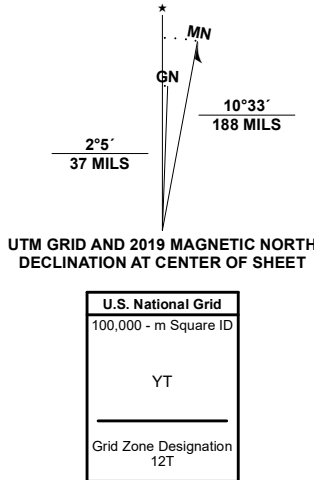 ★
MN
GN
10°33´
188 MILS
2°5´
37 MILS
UTM GRID AND 2019 MAGNETIC NORTH
DECLINATION AT CENTER OF SHEET
U.S. National Grid
100,000 - m Square ID
YT
Grid Zone Designation
12T